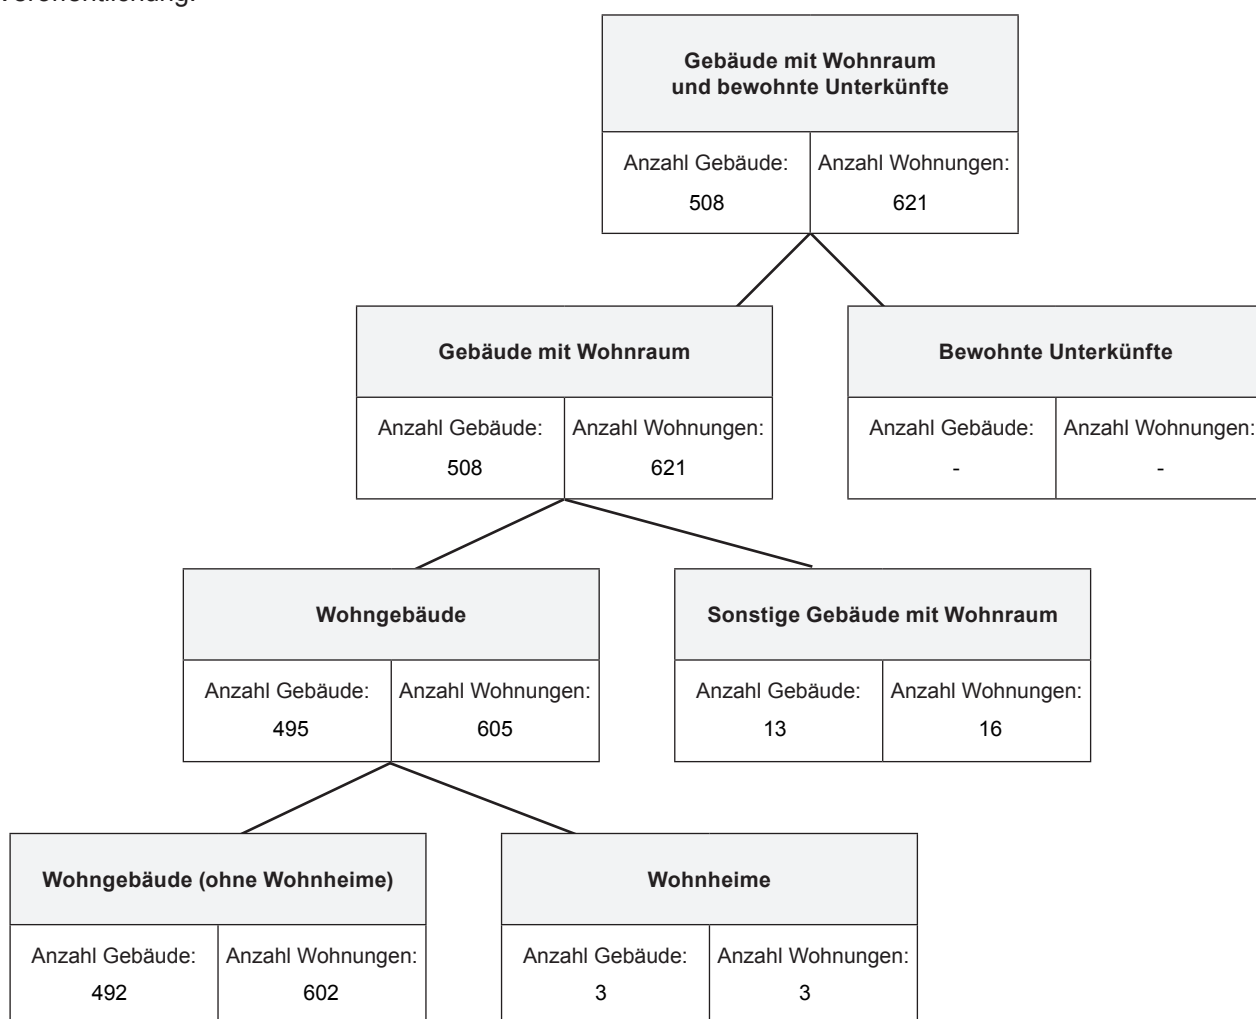 Veröffentlichung.
Gebäude mit Wohnraum
und bewohnte Unterkünfte
Anzahl Gebäude: Anzahl Wohnungen:
508 621
Gebäude mit Wohnraum Bewohnte Unterkünfte
Anzahl Gebäude: Anzahl Wohnungen: Anzahl Gebäude: Anzahl Wohnungen:
508 621 - -
Wohngebäude Sonstige Gebäude mit Wohnraum
Anzahl Gebäude: Anzahl Wohnungen: Anzahl Gebäude: Anzahl Wohnungen:
495 605 13 16
Wohngebäude (ohne Wohnheime) Wohnheime
Anzahl Gebäude: Anzahl Wohnungen: Anzahl Gebäude: Anzahl Wohnungen:
492 602 3 3